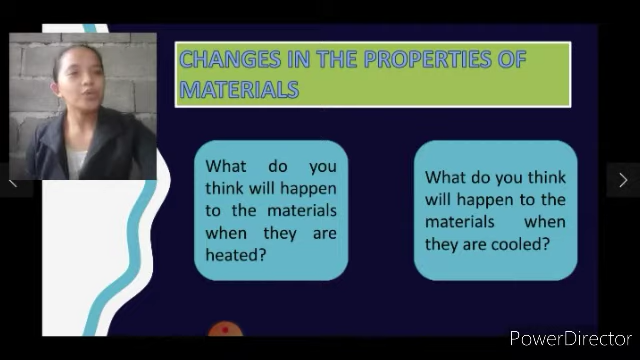 CHANGES IN THE PROPERTIES OF
MATERIALS
What do you
think will happen
to the materials
when they are
heated?
What do you think
will happen to the
materials when
they are cooled?
PowerDirector